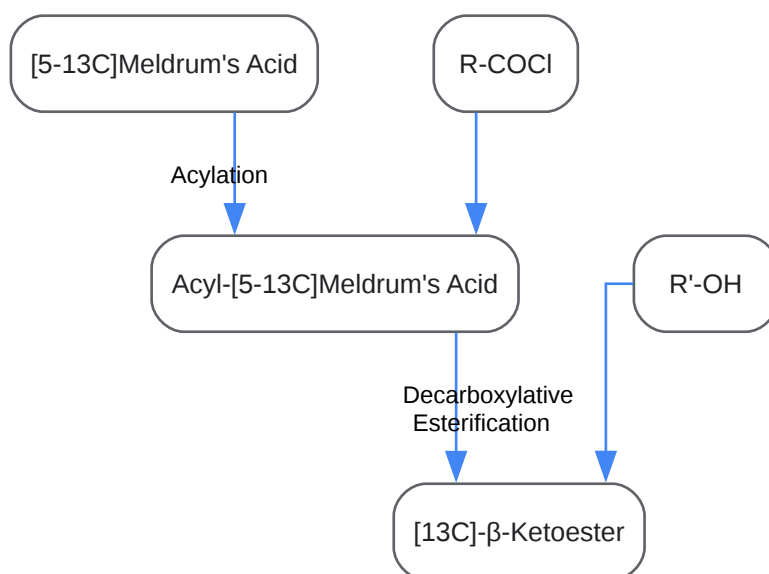 [5-13C]Meldrum's Acid
R-COCl
Acylation
Acyl-[5-13C]Meldrum's Acid
R'-OH
Decarboxylative
Esterification
[13C]-β-Ketoester